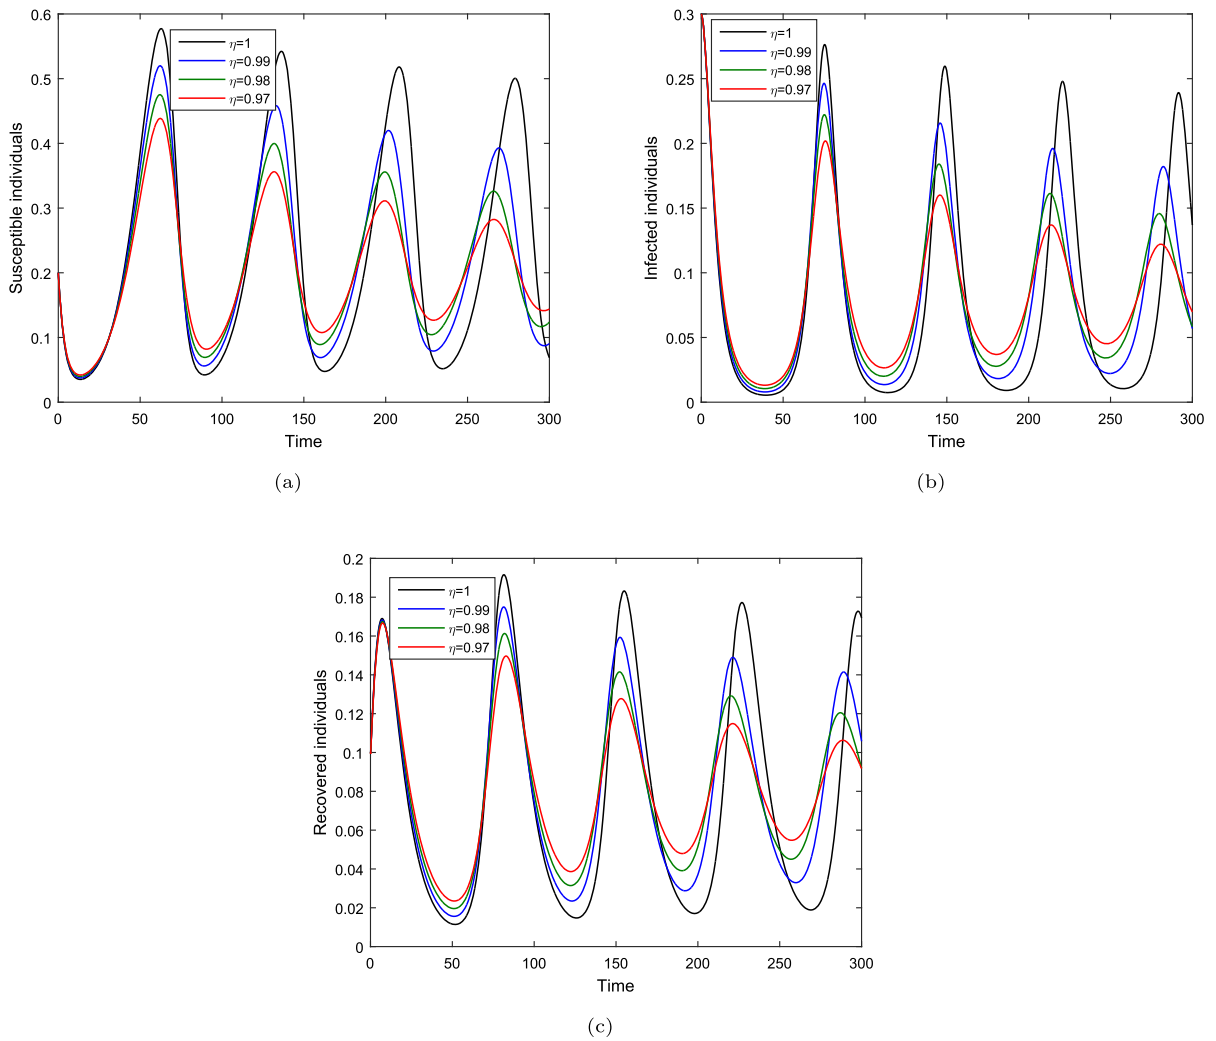 Susceptible individuals
0.6
0.5
0.4
0.3
0.2
0.1
0
η=1
η=0.99
η=0.98
η=0.97
0 50 100 150 200 250 300
Time
(a)
Infected individuals
0.3
0.25
0.2
0.15
0.1
0.05
0
η=1
η=0.99
η=0.98
η=0.97
0 50 100 150 200 250 300
Time
(b)
Recovered individuals
0.2
0.18
0.16
0.14
0.12
0.1
0.08
0.06
0.04
0.02
0
η=1
η=0.99
η=0.98
η=0.97
0 50 100 150 200 250 300
Time
(c)